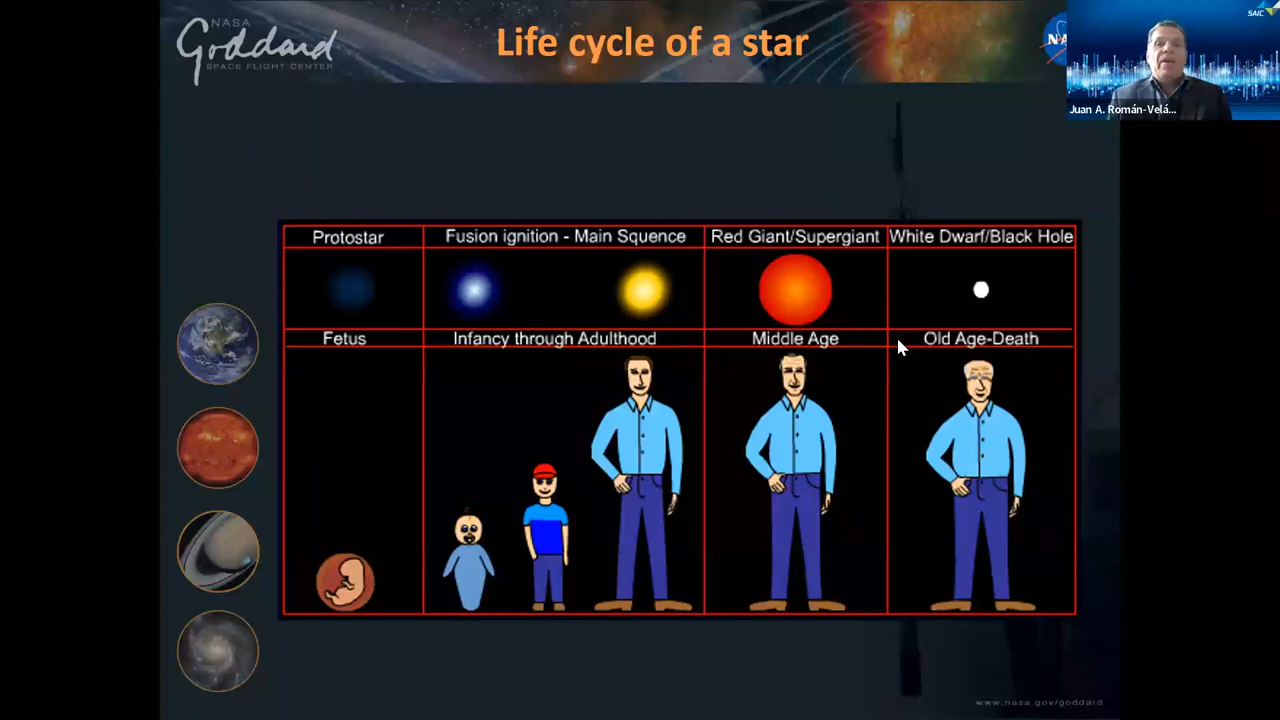 NASA
Goddard
SPACE FLIGHT CENTER
Life cycle of a star
NA
SAIC
Juan A. Román-Velá...
Protostar
Fusion ignition - Main Squence
Red Giant/Supergiant
White Dwarf/Black Hole
Fetus
Infancy through Adulthood
Middle Age
Old Age-Death
www.nasa.gov/goddard